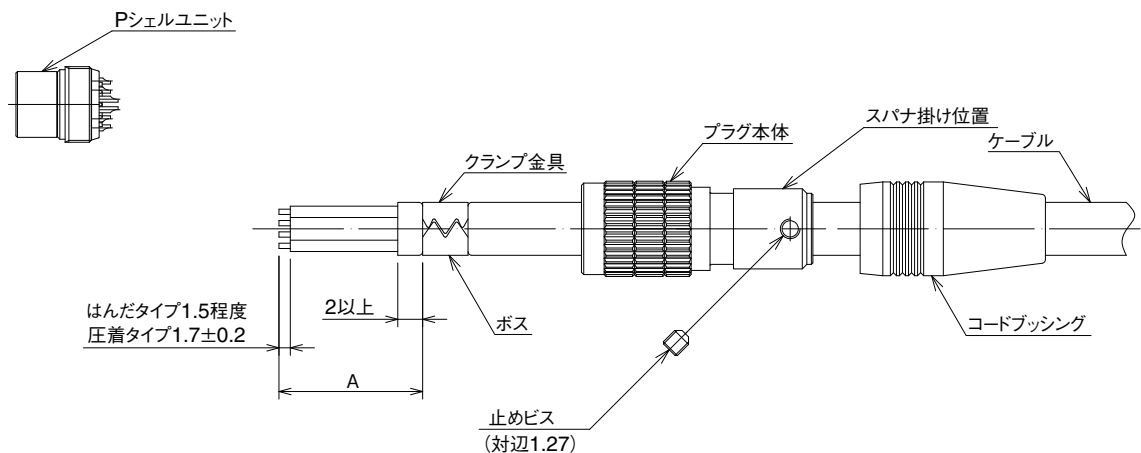 Pシェルユニット
スパナ掛け位置
プラグ本体
ケーブル
クランプ金具
はんだタイプ1.5程度
圧着タイプ1.7±0.2
2以上
ボス
コードブッシング
A
止めビス
(対辺1.27)